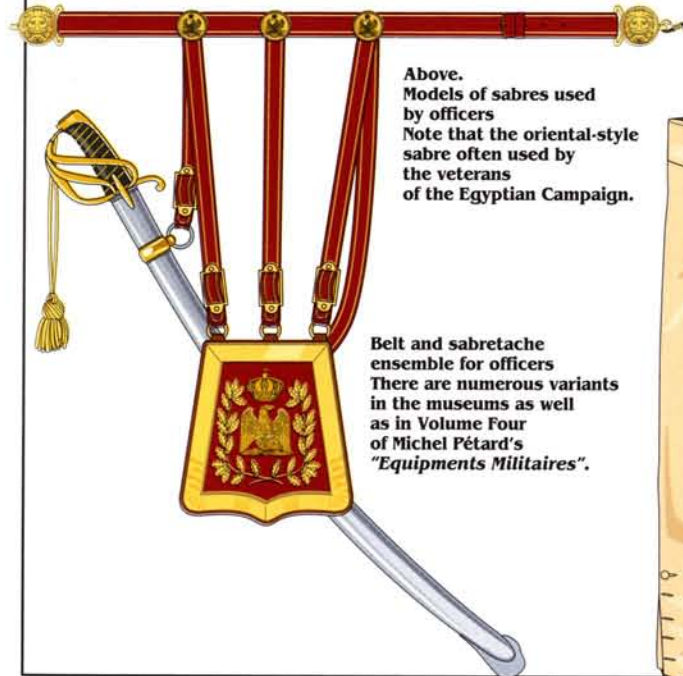 Above.
Models of sabres used
by officers
Note that the oriental-style
sabre often used by
the veterans
of the Egyptian Campaign.
Belt and sabretache
ensemble for officers
There are numerous variants
in the museums as well
as in Volume Four
of Michel Pétard's
"Equipments Militaires".